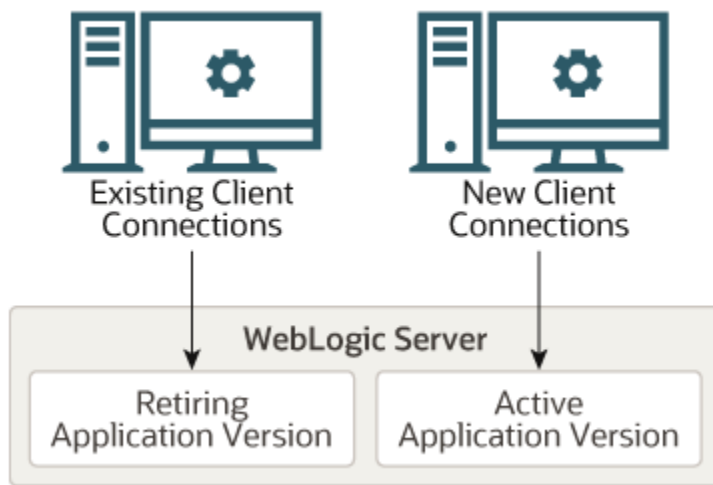 Existing Client
Connections
New Client
Connections
WebLogic Server
Retiring
Application Version
Active
Application Version